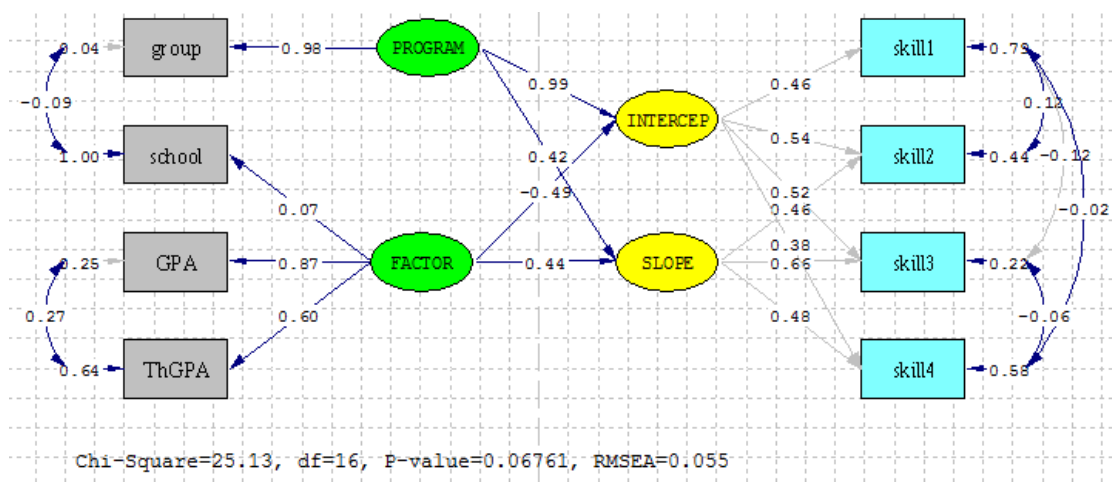 0.04 group 0.98 PROGRAM skill1 0.79
-0.09 0.99 0.46 0.12
INTERCEP
1.00 school 0.42 0.54 skill2 0.44 -0.12
-0.49 0.52
0.07 0.46 -0.02
0.38
0.25 GPA 0.87 FACTOR 0.44 SLOPE 0.66 skill3 0.22
0.27 0.60 0.48 -0.06
0.64 ThGPA skill4 0.58
Chi-Square=25.13, df=16, P-value=0.06761, RMSEA=0.055